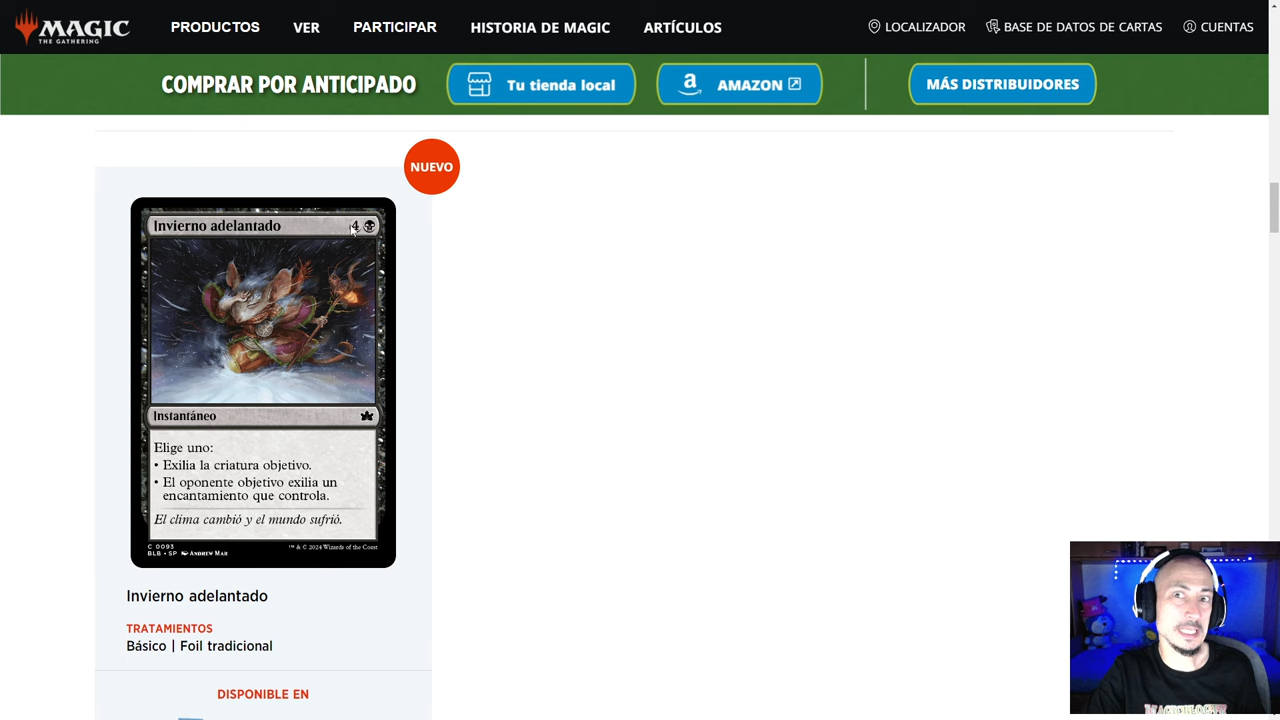 MAGIC
THE GATHERING
PRODUCTOS
VER
PARTICIPAR
HISTORIA DE MAGIC
ARTÍCULOS
LOCALIZADOR
BASE DE DATOS DE CARTAS
CUENTAS
COMPRAR POR ANTICIPADO
Tu tienda local
a AMAZON
MÁS DISTRIBUIDORES
NUEVO
Invierno adelantado 4
Instantáneo
Elige uno:
• Exilia la criatura objetivo.
• El oponente objetivo exilia un
encantamiento que controla.
El clima cambió y el mundo sufrió.
C 0093
BLB • SP ANDREW MAR
™ & © 2024 Wizards of the Coast
Invierno adelantado
TRATAMIENTOS
Básico | Foil tradicional
DISPONIBLE EN